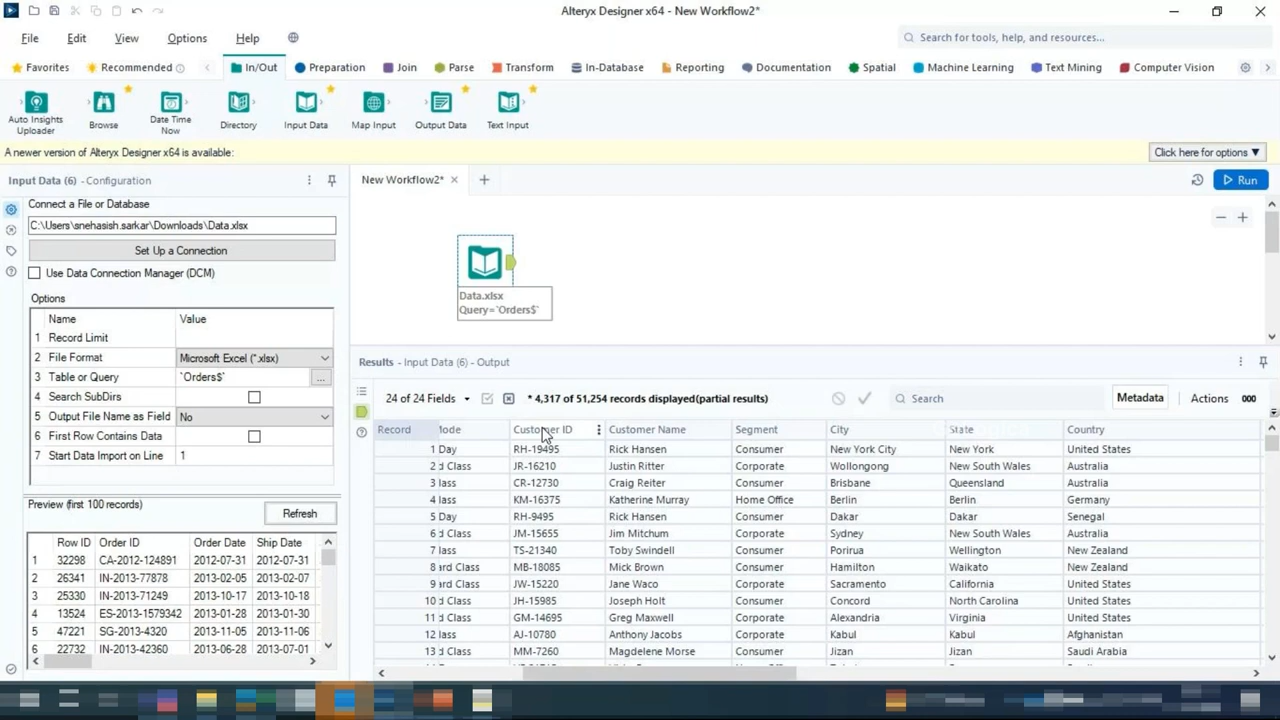 Alteryx Designer x64 - New Workflow2*
File Edit View Options Help
Search for tools, help, and resources...
Favorites Recommended In/Out Preparation Join Parse Transform In-Database Reporting Documentation Spatial Machine Learning Text Mining Computer Vision
Auto Insights Uploader Browse Date Time Now Directory Input Data Map Input Output Data Text Input
A newer version of Alteryx Designer x64 is available: Click here for options ▼
Input Data (6) - Configuration
New Workflow2* Run
Connect a File or Database
C:\Users\snehasish.sarkar\Downloads\Data.xlsx
Set Up a Connection
Use Data Connection Manager (DCM)
Options
Name Value
1 Record Limit
2 File Format Microsoft Excel (*.xlsx)
3 Table or Query `Orders$` ...
4 Search SubDirs
5 Output File Name as Field No
6 First Row Contains Data
7 Start Data Import on Line 1
Preview (first 100 records) Refresh
Row ID Order ID Order Date Ship Date
1 32298 CA-2012-124891 2012-07-31 2012-07-31
2 26341 IN-2013-77878 2013-02-05 2013-02-07
3 25330 IN-2013-71249 2013-10-17 2013-10-18
4 13524 ES-2013-1579342 2013-01-28 2013-01-30
5 47221 SG-2013-4320 2013-11-05 2013-11-06
6 22732 IN-2013-42360 2013-06-28 2013-07-01
Data.xlsx
Query=`Orders$`
Results - Input Data (6) - Output
24 of 24 Fields * 4,317 of 51,254 records displayed(partial results) Search Metadata Actions 000
Record Mode Customer ID Customer Name Segment City State Country
1 Day RH-19495 Rick Hansen Consumer New York City New York United States
2 d Class JR-16210 Justin Ritter Corporate Wollongong New South Wales Australia
3 lass CR-12730 Craig Reiter Consumer Brisbane Queensland Australia
4 lass KM-16375 Katherine Murray Home Office Berlin Berlin Germany
5 Day RH-9495 Rick Hansen Consumer Dakar Dakar Senegal
6 d Class JM-15655 Jim Mitchum Corporate Sydney New South Wales Australia
7 lass TS-21340 Toby Swindell Consumer Porirua Wellington New Zealand
8 ard Class MB-18085 Mick Brown Consumer Hamilton Waikato New Zealand
9 ard Class JW-15220 Jane Waco Corporate Sacramento California United States
10 d Class JH-15985 Joseph Holt Consumer Concord North Carolina United States
11 d Class GM-14695 Greg Maxwell Corporate Alexandria Virginia United States
12 lass AJ-10780 Anthony Jacobs Corporate Kabul Kabul Afghanistan
13 d Class MM-7260 Magdelene Morse Consumer Jizan Jizan Saudi Arabia